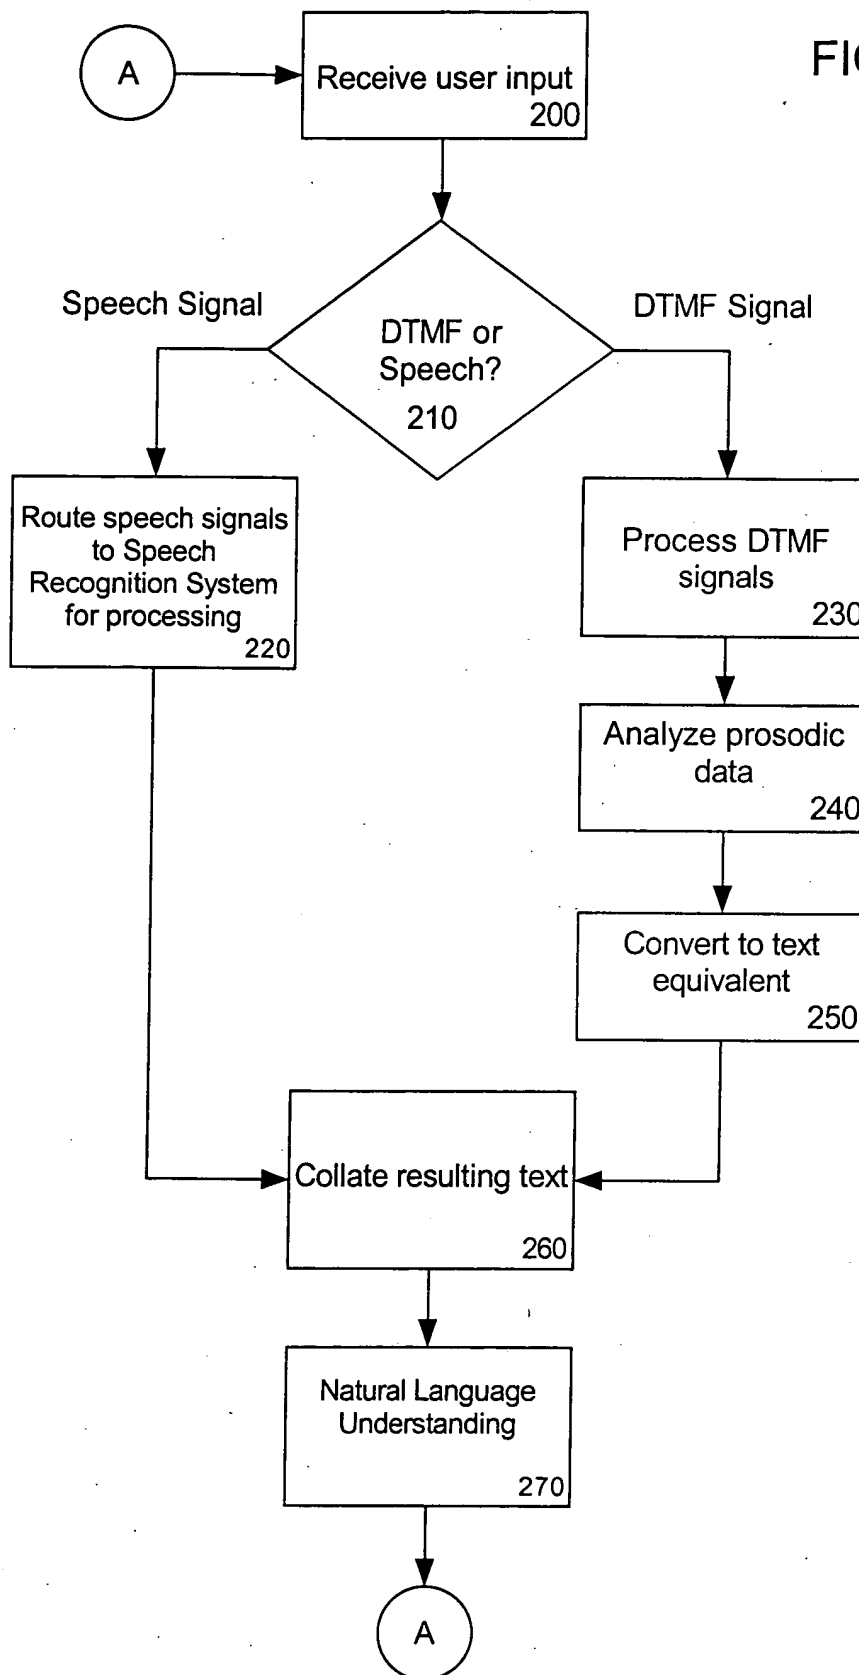 A
Receive user input
200
FIG
Speech Signal
DTMF Signal
DTMF or
Speech?
210
Route speech signals
to Speech
Recognition System
for processing
220
Process DTMF
signals
230
Analyze prosodic
data
240
Convert to text
equivalent
250
Collate resulting text
260
Natural Language
Understanding
270
A